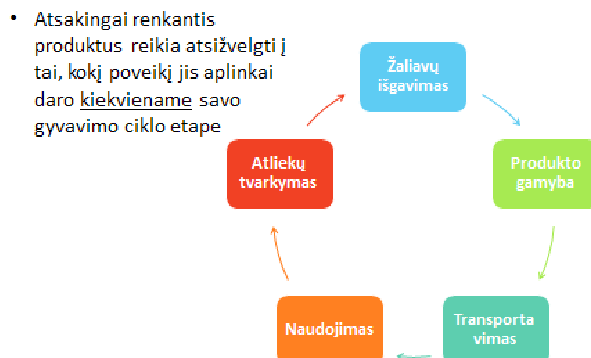 • Atsakingai renkantis
produktus reikia atsižvelgti į
tai, kokį poveikį jis aplinkai
daro kiekviename savo
gyvavimo ciklo etape
Žaliavų
išgavimas
Produkto
gamyba
Transporta
vimas
Naudojimas
Atliekų
tvarkymas